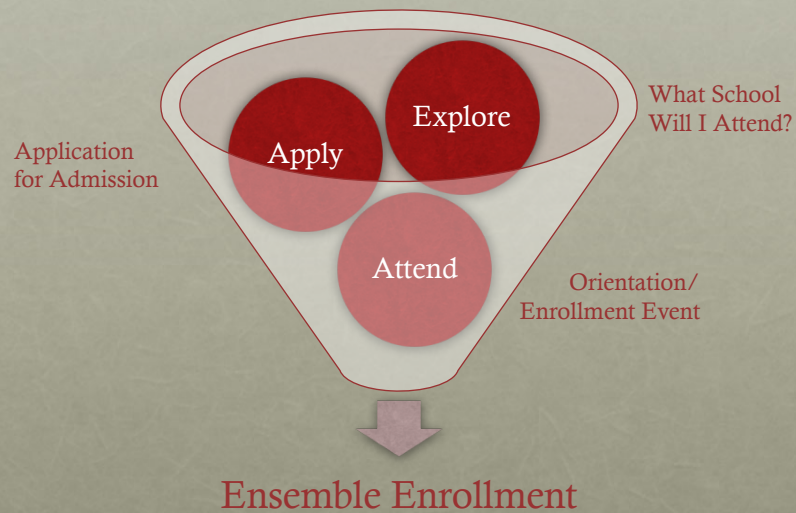 What School
Will I Attend?
Explore
Application
for Admission
Apply
Attend
Orientation/
Enrollment Event
Ensemble Enrollment